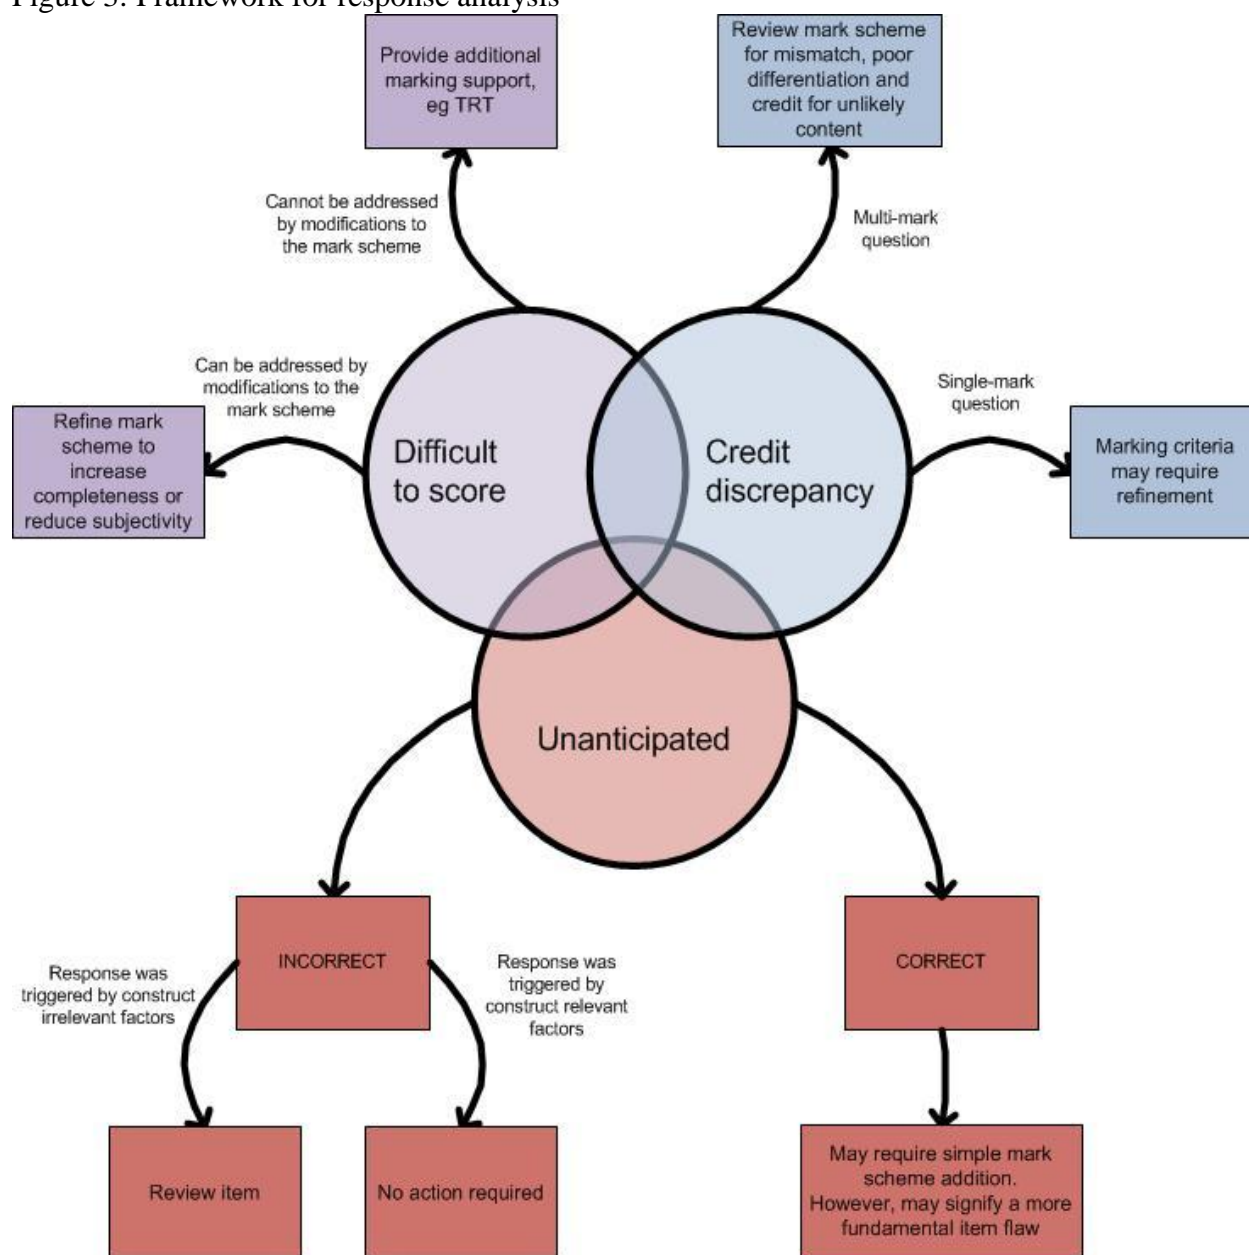 Figure 3: Framework for response analysis
Provide additional
marking support,
eg TRT
Review mark scheme
for mismatch, poor
differentiation and
credit for unlikely
content
Cannot be addressed
by modifications to
the mark scheme
Multi-mark
question
Can be addressed by
modifications to the
mark scheme
Single-mark
question
Refine mark
scheme to
increase
completeness or
reduce subjectivity
Difficult
to score
Credit
discrepancy
Marking criteria
may require
refinement
Unanticipated
INCORRECT
CORRECT
Response was
triggered by construct
irrelevant factors
Response was
triggered by
construct relevant
factors
Review item
No action required
May require simple mark
scheme addition.
However, may signify a more
fundamental item flaw